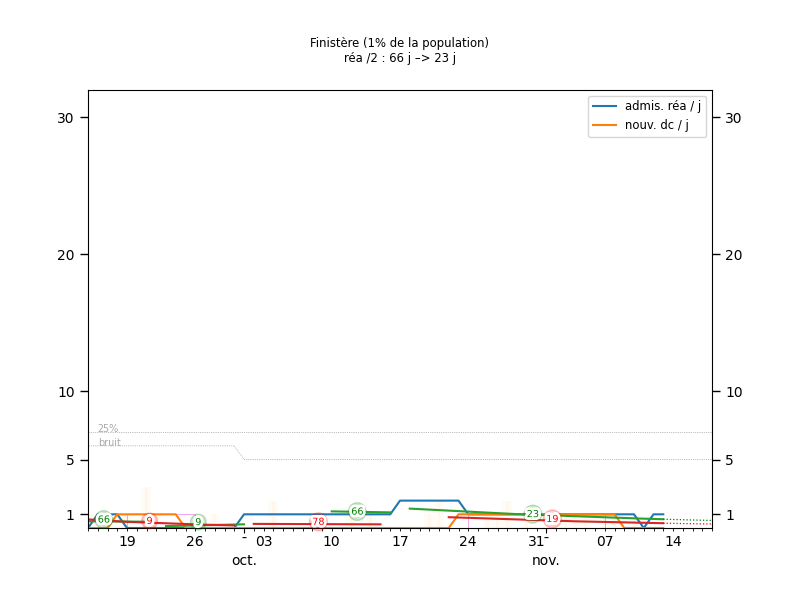 Finistère (1% de la population)
réa /2 : 66 j –> 23 j
admis. réa / j
nouv. dc / j
30 30
20 20
10 10
25%
bruit
5 5
1 1
66 9 9 78 66 23 19
19 26 - 03 10 17 24 31 07 14
oct. nov.